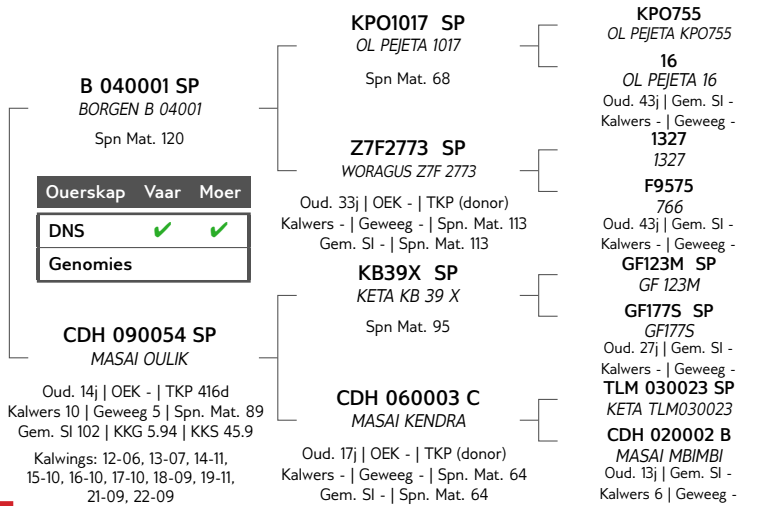 B 040001 SP
BORGEN B 04001
Spn Mat. 120
Ouerskap Vaar Moer
DNS ✔ ✔
Genomies
CDH 090054 SP
MASAI OULIK
Oud. 14j | OEK - | TKP 416d
Kalwers 10 | Geweeg 5 | Spn. Mat. 89
Gem. SI 102 | KKG 5.94 | KKS 45.9
Kalwings: 12-06, 13-07, 14-11,
15-10, 16-10, 17-10, 18-09, 19-11,
21-09, 22-09
KPO1017 SP
OL PEJETA 1017
Spn Mat. 68
Z7F2773 SP
WORAGUS Z7F 2773
Oud. 33j | OEK - | TKP (donor)
Kalwers - | Geweeg - | Spn. Mat. 113
Gem. SI - | Spn. Mat. 113
KB39X SP
KETA KB 39 X
Spn Mat. 95
CDH 060003 C
MASAI KENDRA
Oud. 17j | OEK - | TKP (donor)
Kalwers - | Geweeg - | Spn. Mat. 64
Gem. SI - | Spn. Mat. 64
KPO755
OL PEJETA KPO755
16
OL PEJETA 16
Oud. 43j | Gem. SI -
Kalwers - | Geweeg -
1327
1327
F9575
766
Oud. 43j | Gem. SI -
Kalwers - | Geweeg -
GF123M SP
GF 123M
GF177S SP
GF177S
Oud. 27j | Gem. SI -
Kalwers - | Geweeg -
TLM 030023 SP
KETA TLM030023
CDH 020002 B
MASAI MBIMBI
Oud. 13j | Gem. SI -
Kalwers 6 | Geweeg -